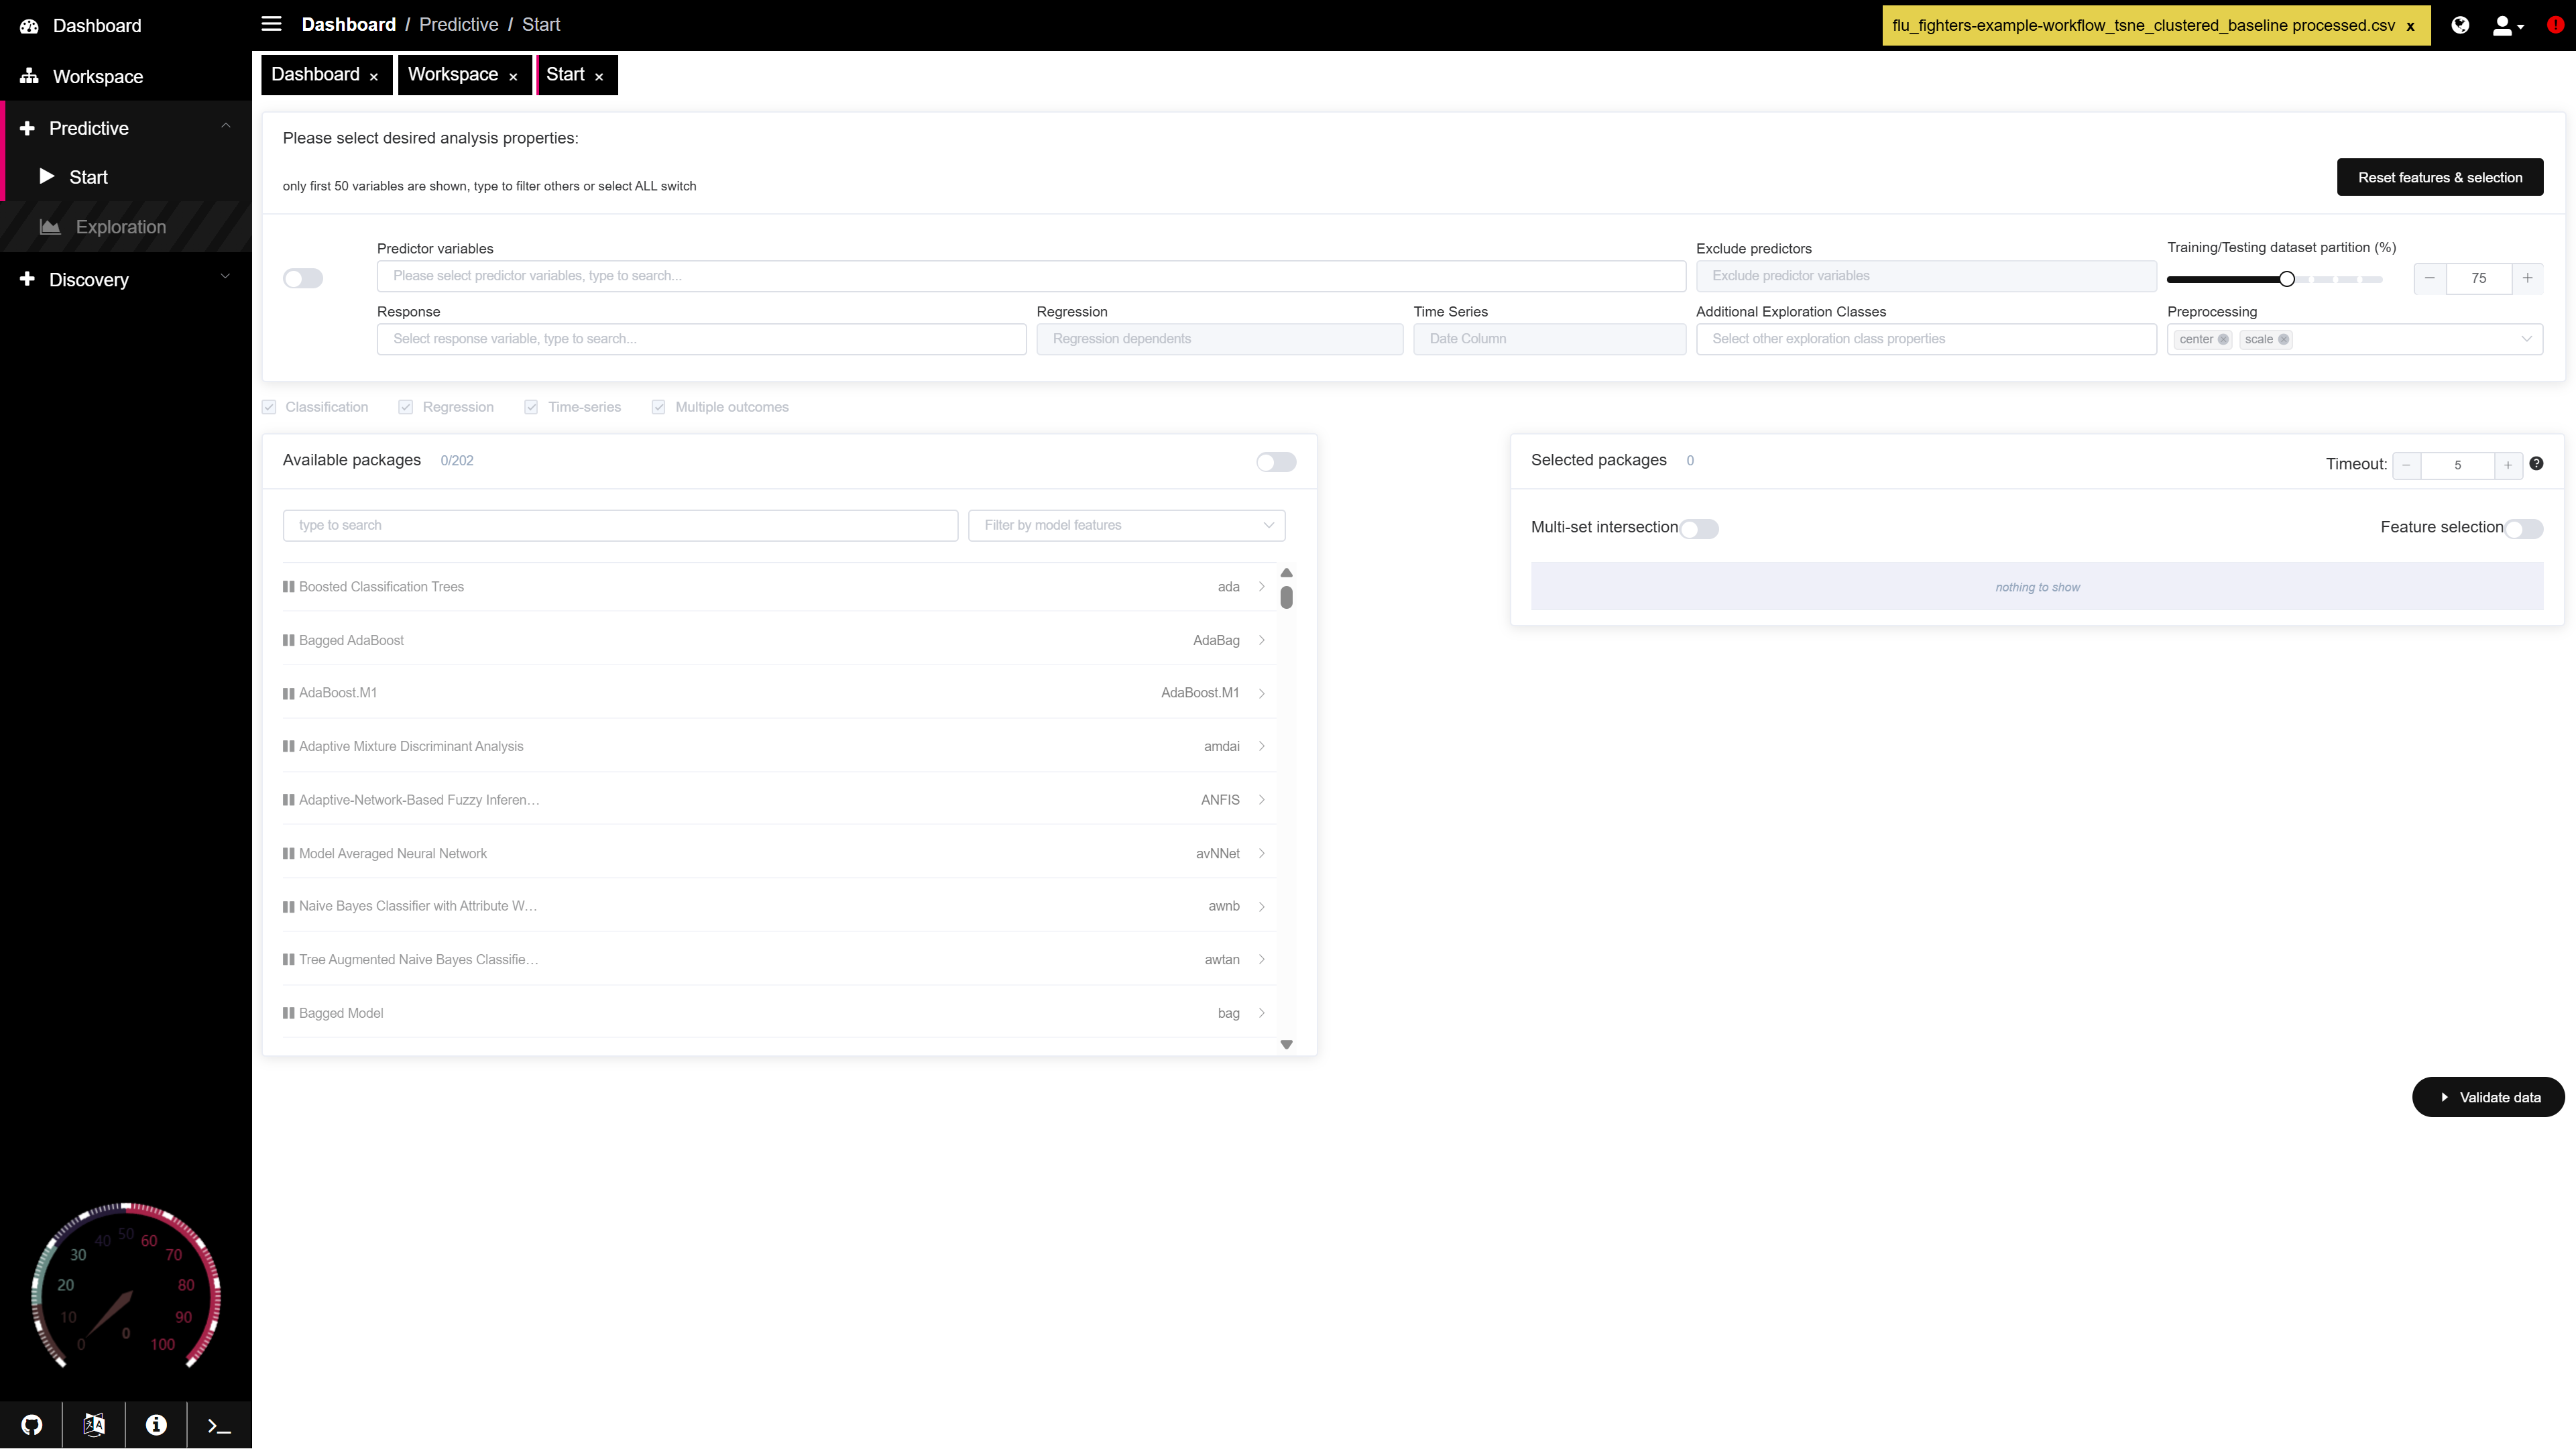 Dashboard
Workspace
Predictive
Start
Exploration
Discovery
Dashboard / Predictive / Start
flu_fighters-example-workflow_tsne_clustered_baseline processed.csv x
Dashboard ×
Workspace ×
Start ×
Please select desired analysis properties:
only first 50 variables are shown, type to filter others or select ALL switch
Reset features & selection
Predictor variables
Please select predictor variables, type to search...
Exclude predictors
Exclude predictor variables
Training/Testing dataset partition (%)
− 75 +
Response
Select response variable, type to search...
Regression
Regression dependents
Time Series
Date Column
Additional Exploration Classes
Select other exploration class properties
Preprocessing
center
scale
Classification
Regression
Time-series
Multiple outcomes
Available packages 0/202
type to search
Filter by model features
Boosted Classification Trees ada
Bagged AdaBoost AdaBag
AdaBoost.M1 AdaBoost.M1
Adaptive Mixture Discriminant Analysis amdai
Adaptive-Network-Based Fuzzy Inferen… ANFIS
Model Averaged Neural Network avNNet
Naive Bayes Classifier with Attribute W… awnb
Tree Augmented Naive Bayes Classifie… awtan
Bagged Model bag
Selected packages 0
Timeout: − 5 +
Multi-set intersection
Feature selection
nothing to show
Validate data
0
10
20
30
40
50
60
70
80
90
100
0